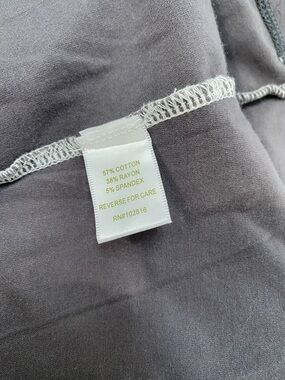 57% COTTON
38% RAYON
5% SPANDEX
REVERSE FOR CARE
RN#102816